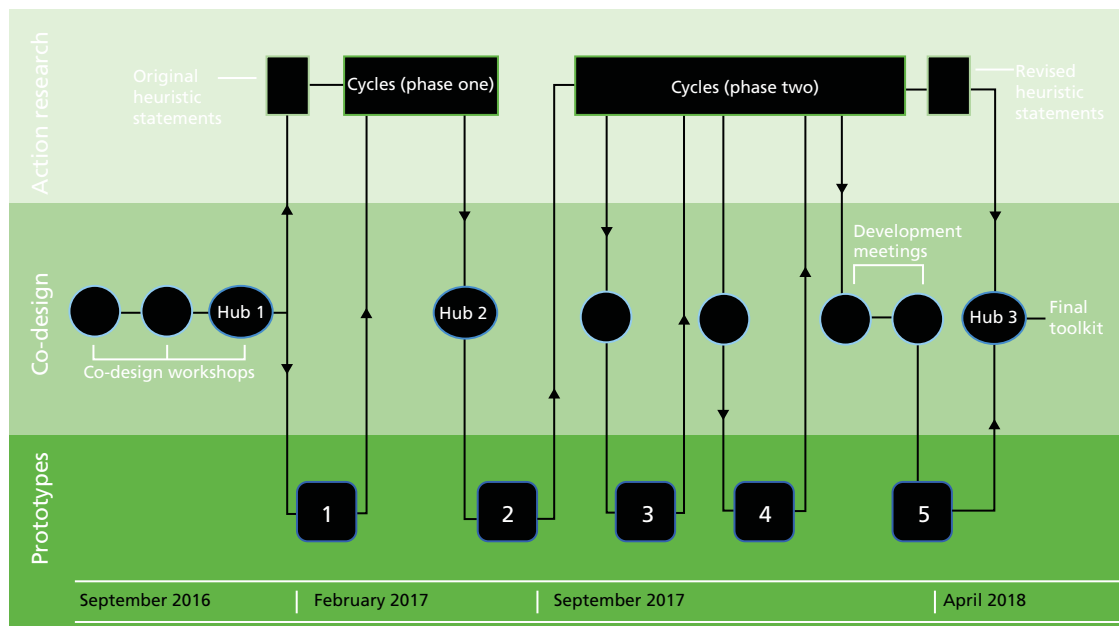 Action research
Original
heuristic
statements
Cycles (phase one)
Cycles (phase two)
Revised
heuristic
statements
Co-design
Hub 1
Co-design workshops
Hub 2
Development
meetings
Hub 3
Final
toolkit
Prototypes
1
2
3
4
5
September 2016
February 2017
September 2017
April 2018